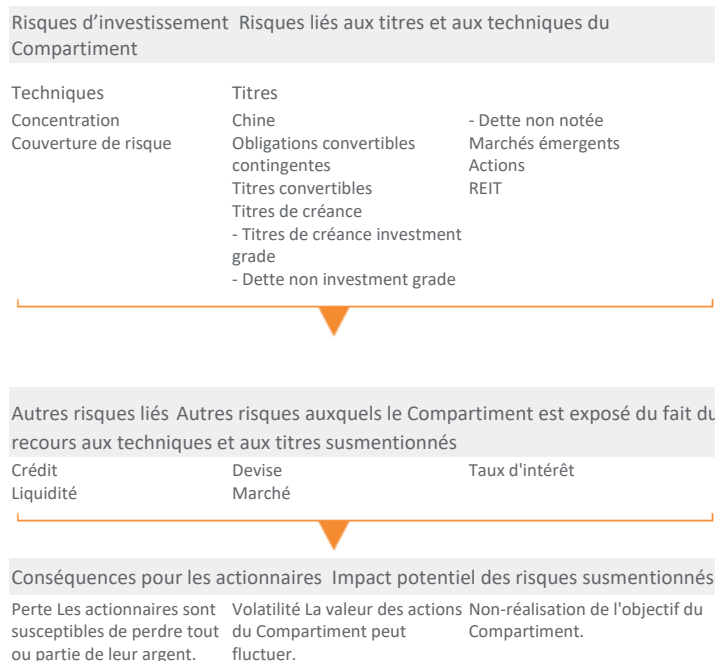 Risques d’investissement Risques liés aux titres et aux techniques du
Compartiment
Techniques
Concentration
Couverture de risque
Titres
Chine
Obligations convertibles
contingentes
Titres convertibles
Titres de créance
- Titres de créance investment
grade
- Dette non investment grade
- Dette non notée
Marchés émergents
Actions
REIT
Autres risques liés Autres risques auxquels le Compartiment est exposé du fait du
recours aux techniques et aux titres susmentionnés
Crédit
Liquidité
Devise
Marché
Taux d'intérêt
Conséquences pour les actionnaires Impact potentiel des risques susmentionnés
Perte Les actionnaires sont
susceptibles de perdre tout
ou partie de leur argent.
Volatilité La valeur des actions
du Compartiment peut
fluctuer.
Non-réalisation de l'objectif du
Compartiment.